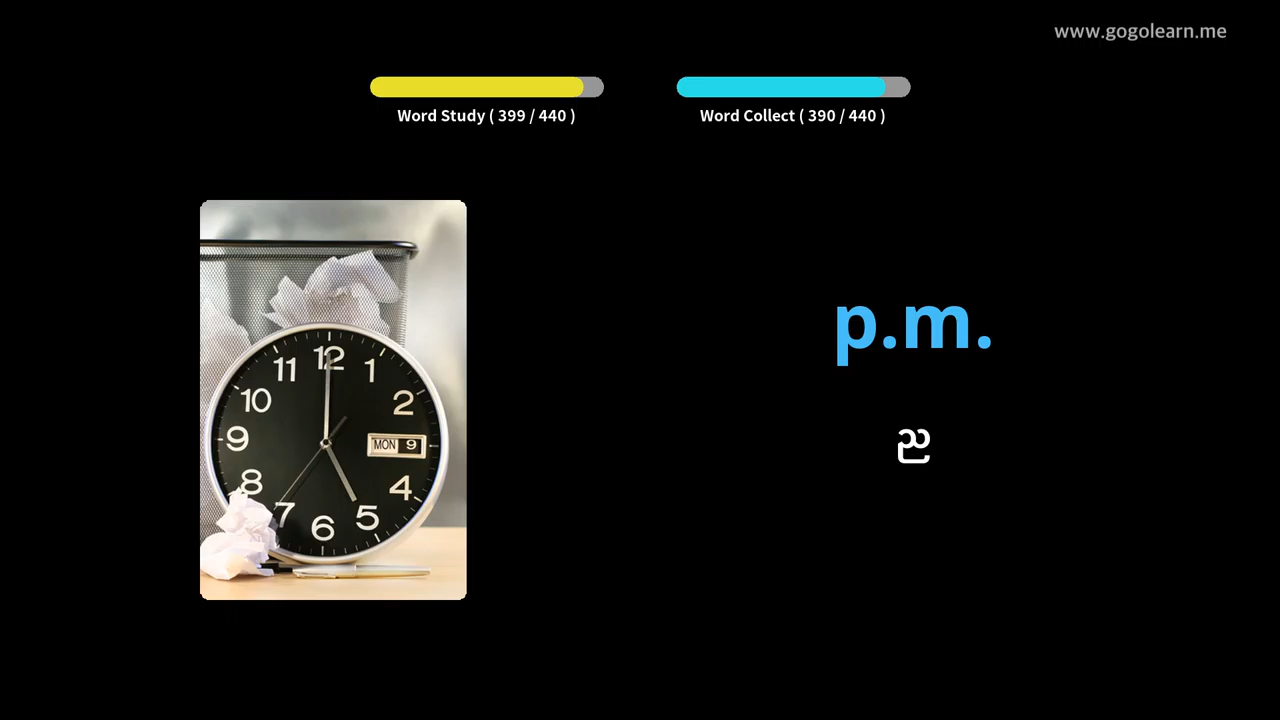 www.gogolearn.me
Word Study ( 399 / 440 )
Word Collect ( 390 / 440 )
12
11
1
10
2
9
MON 9
8
4
7
5
6
p.m.
ည